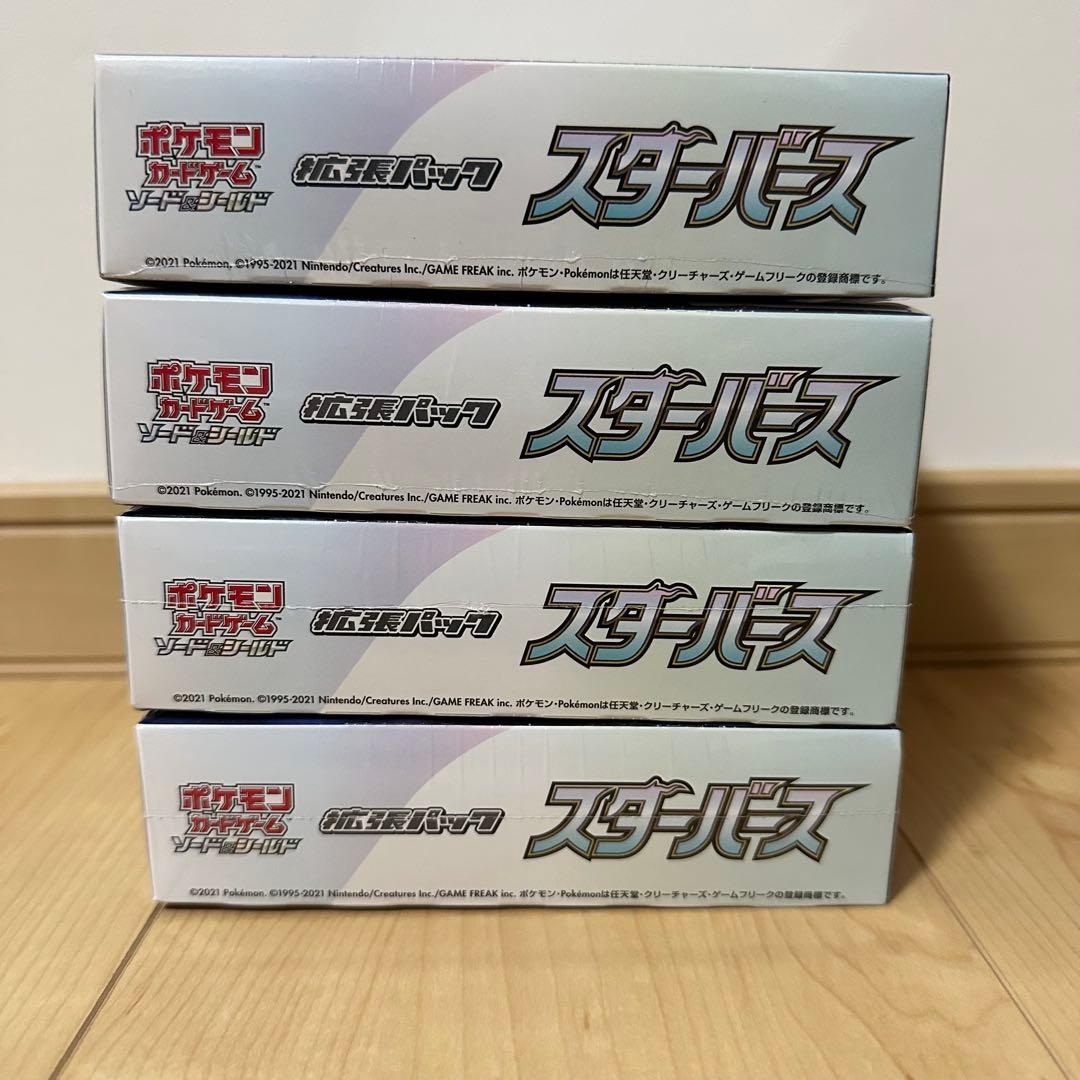 ポケモン
カードゲーム™
ソード&シールド
拡張パック
スターバース
©2021 Pokémon. ©1995-2021 Nintendo/Creatures Inc./GAME FREAK inc. ポケモン・Pokémonは任天堂・クリーチャーズ・ゲームフリークの登録商標です。
ポケモン
カードゲーム™
ソード&シールド
拡張パック
スターバース
©2021 Pokémon. ©1995-2021 Nintendo/Creatures Inc./GAME FREAK inc. ポケモン・Pokémonは任天堂・クリーチャーズ・ゲームフリークの登録商標です。
ポケモン
カードゲーム™
ソード&シールド
拡張パック
スターバース
©2021 Pokémon. ©1995-2021 Nintendo/Creatures Inc./GAME FREAK inc. ポケモン・Pokémonは任天堂・クリーチャーズ・ゲームフリークの登録商標です。
ポケモン
カードゲーム™
ソード&シールド
拡張パック
スターバース
©2021 Pokémon. ©1995-2021 Nintendo/Creatures Inc./GAME FREAK inc. ポケモン・Pokémonは任天堂・クリーチャーズ・ゲームフリークの登録商標です。